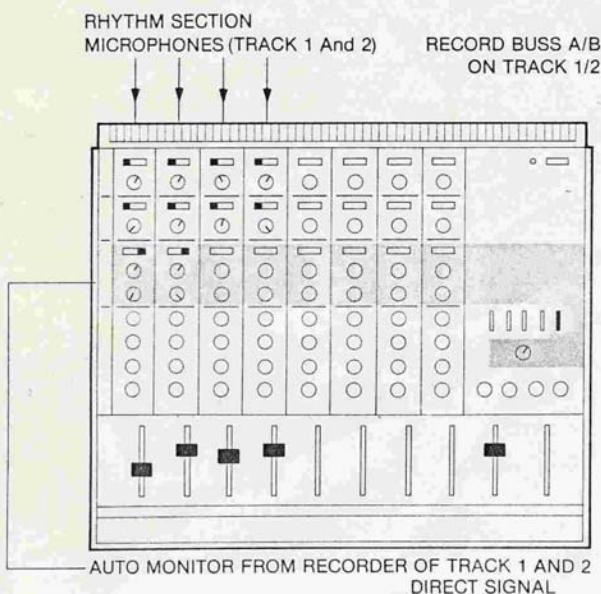 RHYTHM SECTION
MICROPHONES (TRACK 1 And 2)
RECORD BUSS A/B
ON TRACK 1/2
AUTO MONITOR FROM RECORDER OF TRACK 1 AND 2
DIRECT SIGNAL